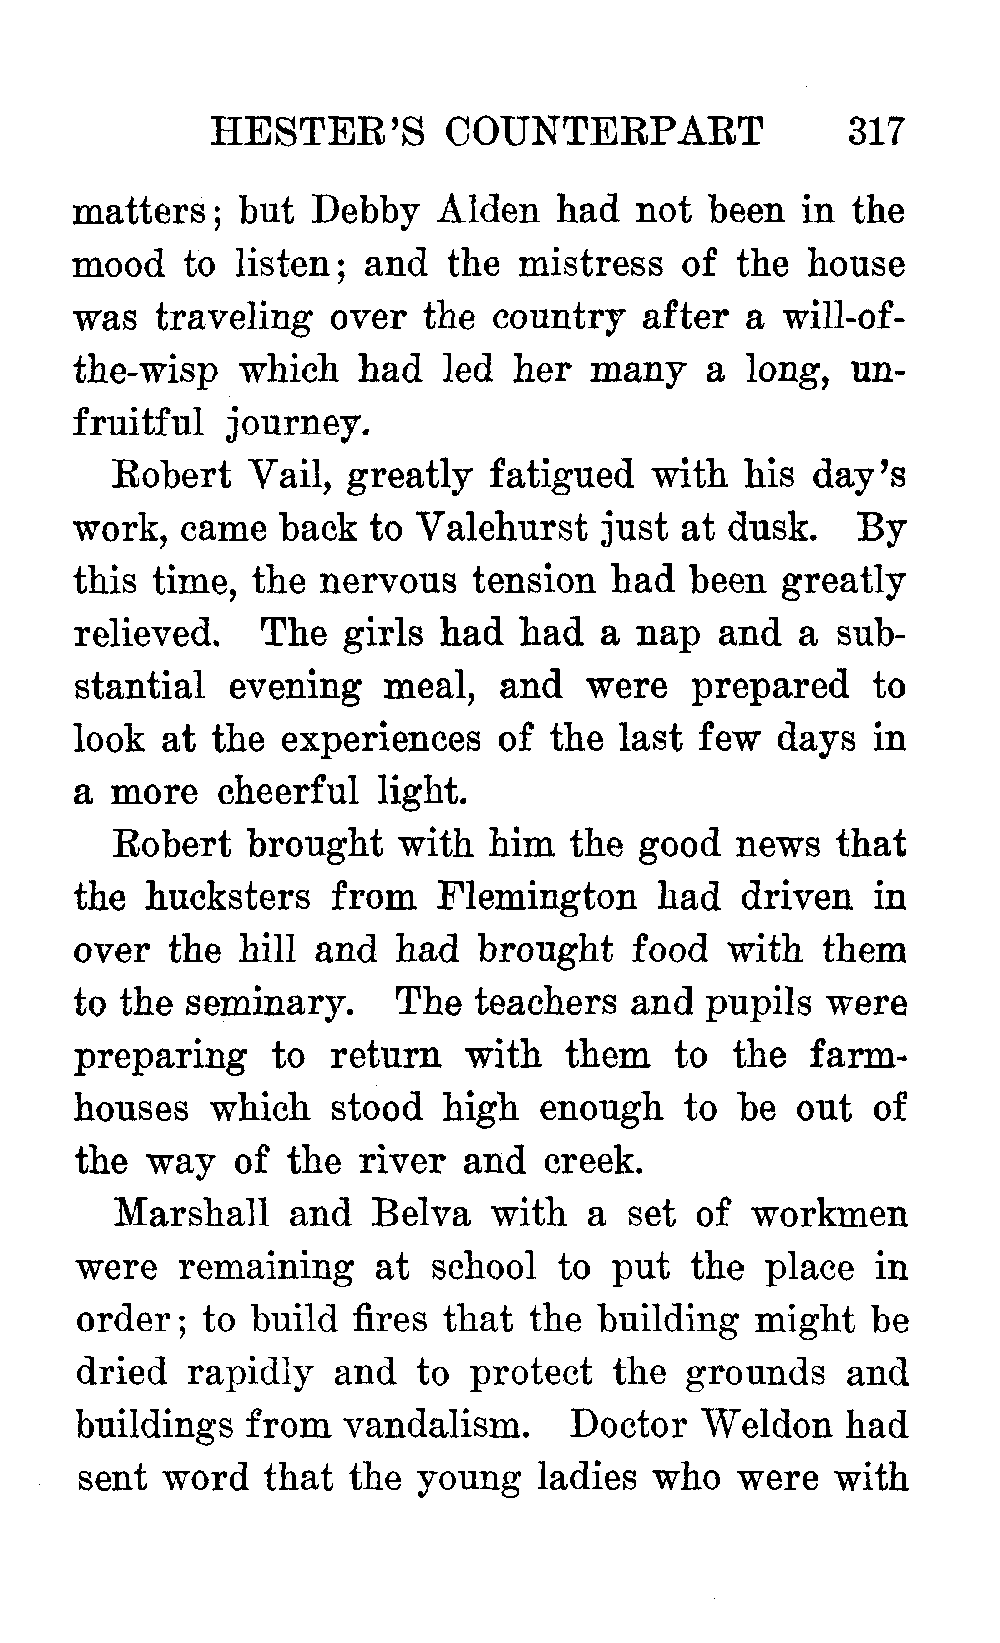 HESTER'S COUNTERPART 317
matters; but Debby Alden had not been in the
mood to listen; and the mistress of the house
was traveling over the country after a will-of-
the-wisp which had led her many a long, un-
fruitful journey.
Robert Vail, greatly fatigued with his day's
work, came back to Valehurst just at dusk. By
this time, the nervous tension had been greatly
relieved. The girls had had a nap and a sub-
stantial evening meal, and were prepared to
look at the experiences of the last few days in
a more cheerful light.
Robert brought with him the good news that
the hucksters from Flemington had driven in
over the hill and had brought food with them
to the seminary. The teachers and pupils were
preparing to return with them to the farm-
houses which stood high enough to be out of
the way of the river and creek.
Marshall and Belva with a set of workmen
were remaining at school to put the place in
order; to build fires that the building might be
dried rapidly and to protect the grounds and
buildings from vandalism. Doctor Weldon had
sent word that the young ladies who were with